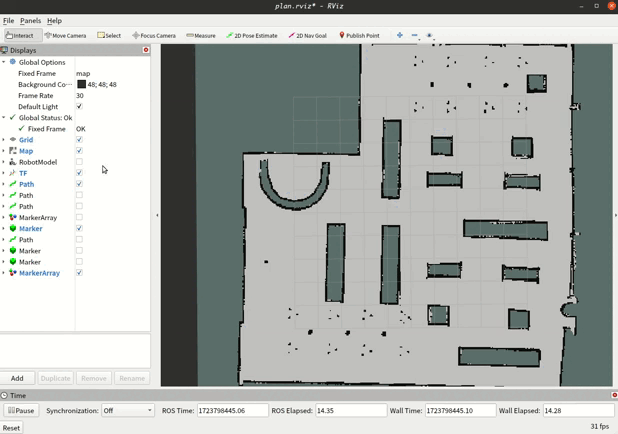 plan.rviz* - RViz
File Panels Help
Interact Move Camera Select Focus Camera Measure 2D Pose Estimate 2D Nav Goal Publish Point
Displays
Global Options
Fixed Frame map
Background Co··· 48; 48; 48
Frame Rate 30
Default Light
Global Status: Ok
Fixed Frame OK
Grid
Map
RobotModel
TF
Path
Path
Path
MarkerArray
Marker
Path
Marker
Marker
MarkerArray
Add Duplicate Remove Rename
Time
Pause Synchronization: Off ROS Time: 1723798445.06 ROS Elapsed: 14.35 Wall Time: 1723798445.10 Wall Elapsed: 14.28
Reset 31 fps